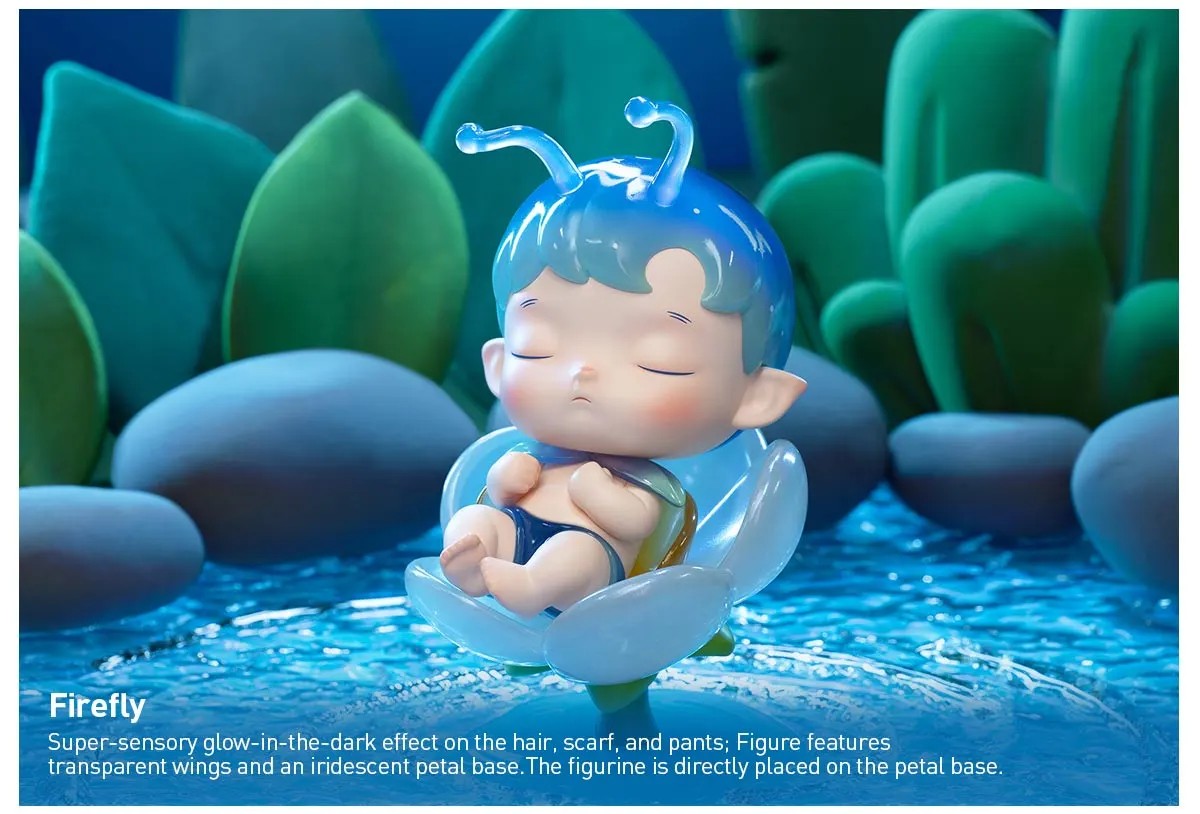 Firefly
Super-sensory glow-in-the-dark effect on the hair, scarf, and pants; Figure features
transparent wings and an iridescent petal base.The figurine is directly placed on the petal base.